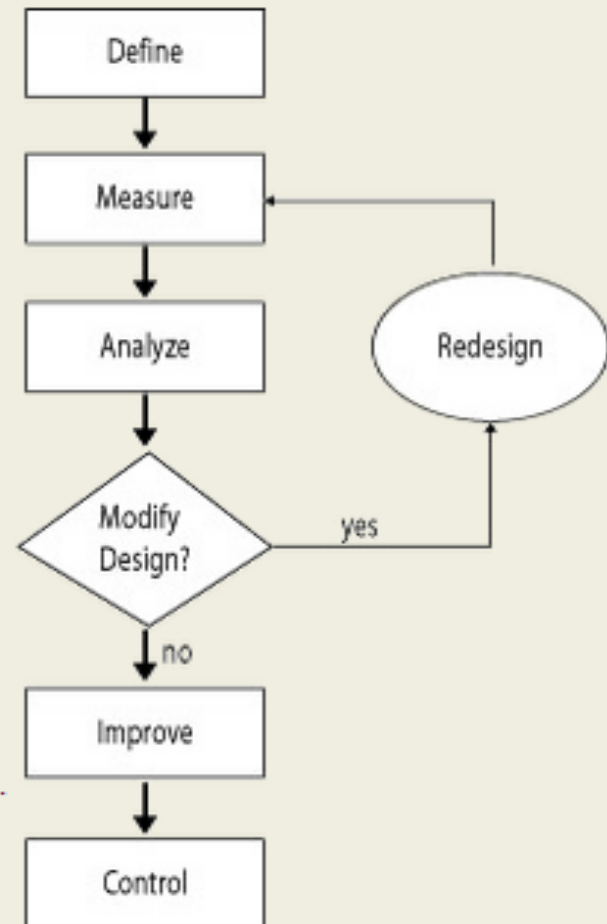 Define
Measure
Analyze
Redesign
Modify
Design?
yes
no
Improve
Control